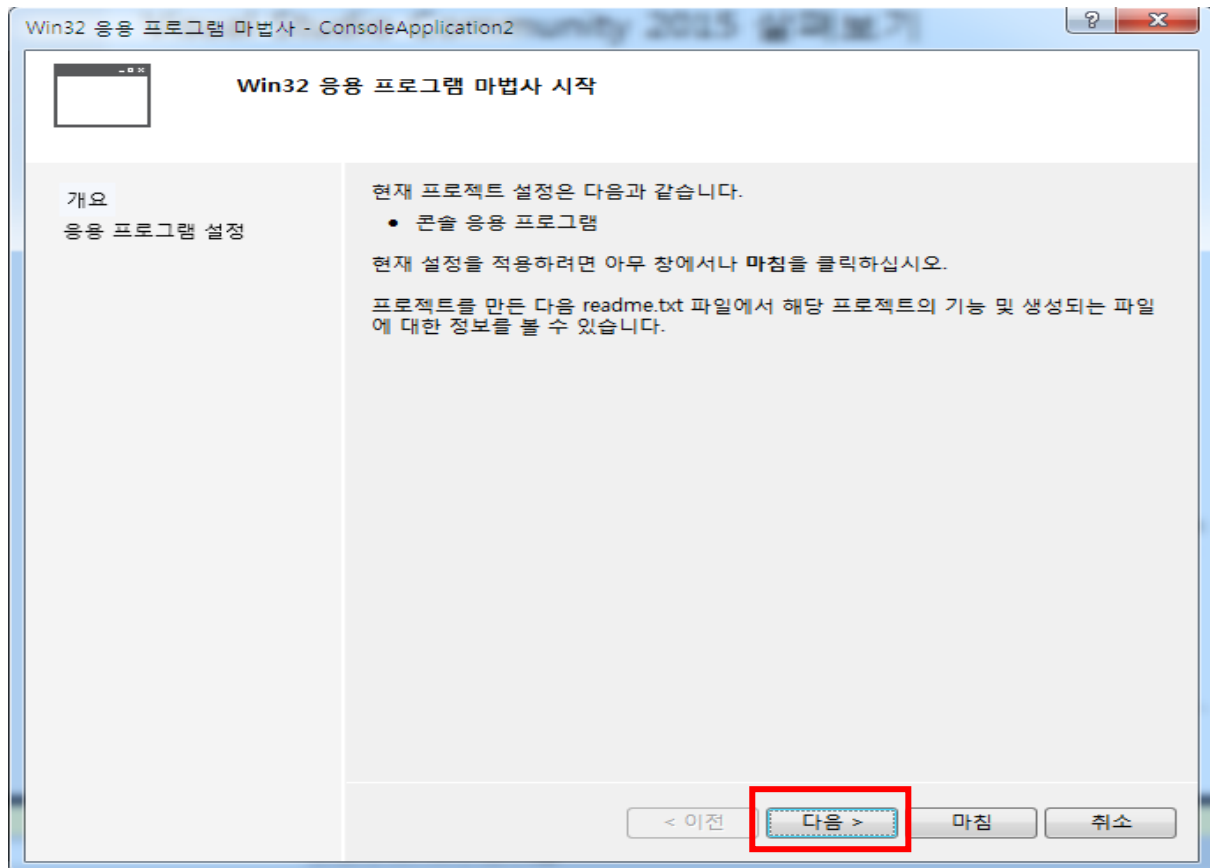 Win32 응용 프로그램 마법사 - ConsoleApplication2
munity 2015 살펴보기
Win32 응용 프로그램 마법사 시작
개요
응용 프로그램 설정
현재 프로젝트 설정은 다음과 같습니다.
• 콘솔 응용 프로그램
현재 설정을 적용하려면 아무 창에서나 마침을 클릭하십시오.
프로젝트를 만든 다음 readme.txt 파일에서 해당 프로젝트의 기능 및 생성되는 파일
에 대한 정보를 볼 수 있습니다.
< 이전 다음 > 마침 취소